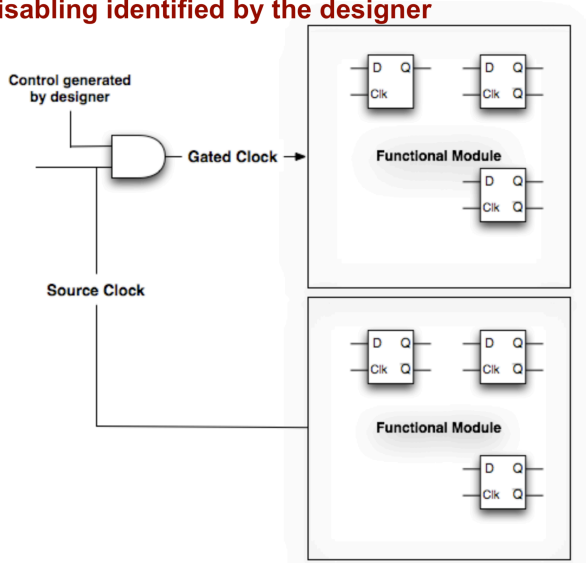 isabling identified by the designer
Control generated
by designer
Gated Clock
D Q
Clk
D Q
Clk Q
Functional Module
D Q
Clk Q
Source Clock
D Q
Clk Q
D Q
Clk Q
Functional Module
D Q
Clk Q